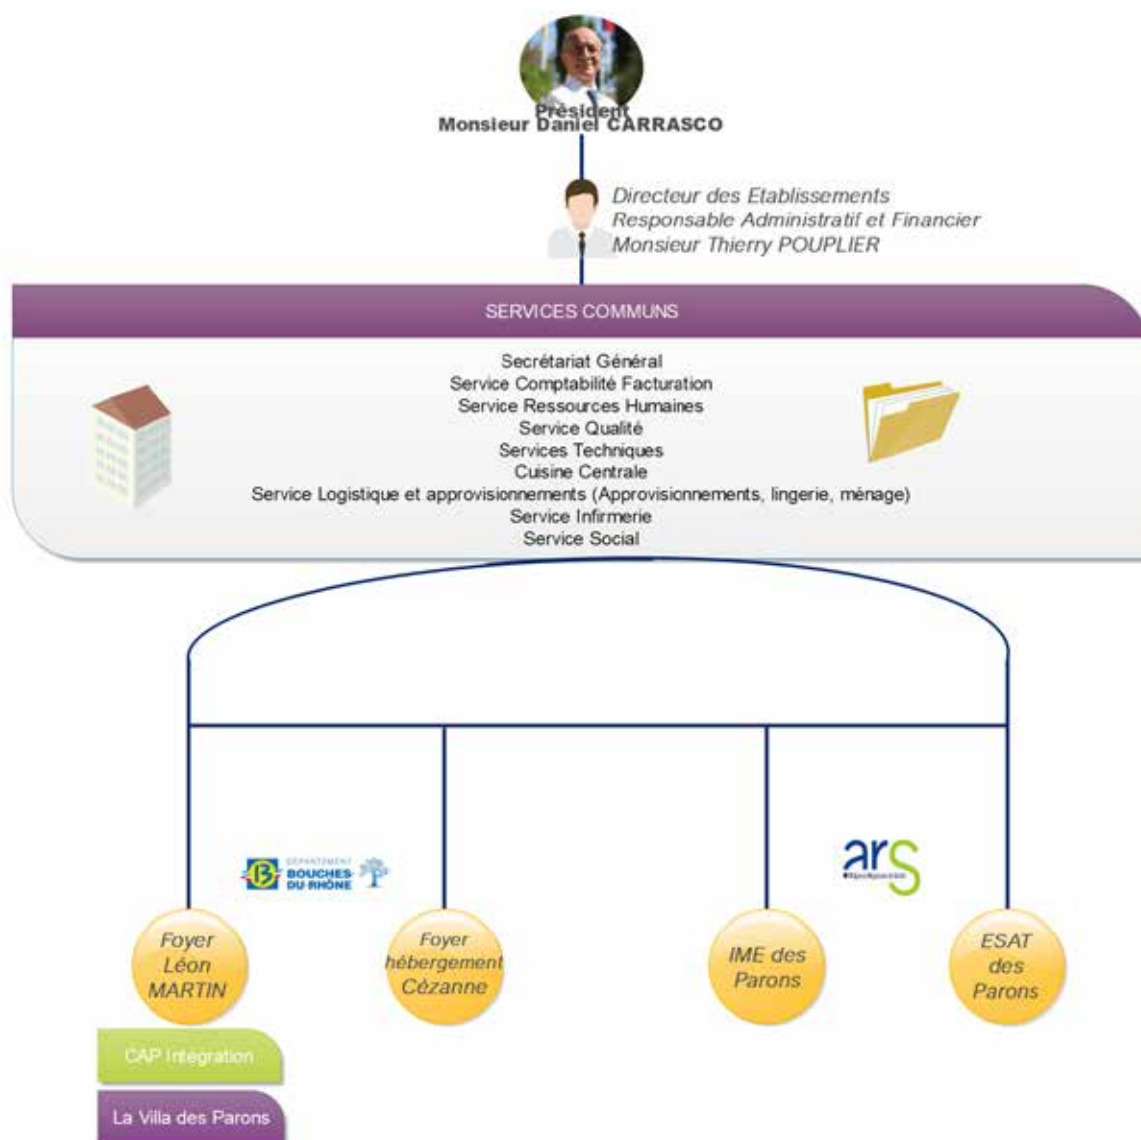 Président
Monsieur Daniel CARRASCO
Directeur des Etablissements
Responsable Administratif et Financier
Monsieur Thierry POUPLIER
SERVICES COMMUNS
Secrétariat Général
Service Comptabilité Facturation
Service Ressources Humaines
Service Qualité
Services Techniques
Cuisine Centrale
Service Logistique et approvisionnements (Approvisionnements, lingerie, ménage)
Service Infirmerie
Service Social
13
DÉPARTEMENT
BOUCHES
DU RHÔNE
ars
Foyer
Léon
MARTIN
Foyer
hébergement
Cézanne
IME des
Parons
ESAT
des
Parons
CAP Intégration
La Villa des Parons